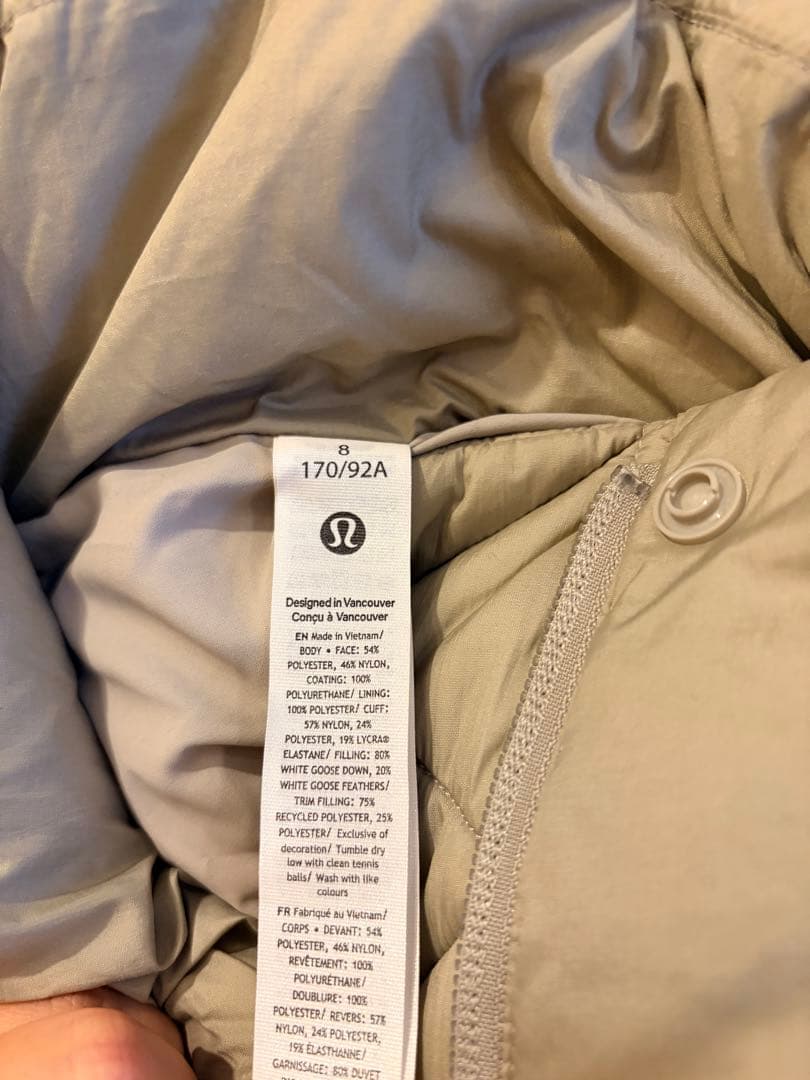 8
170/92A
Designed in Vancouver
Conçu à Vancouver
EN Made in Vietnam/
BODY • FACE: 54%
POLYESTER, 46% NYLON,
COATING: 100%
POLYURETHANE/ LINING:
100% POLYESTER/ CUFF:
57% NYLON, 24%
POLYESTER, 19% LYCRA®
ELASTANE/ FILLING: 80%
WHITE GOOSE DOWN, 20%
WHITE GOOSE FEATHERS/
TRIM FILLING: 75%
RECYCLED POLYESTER, 25%
POLYESTER/ Exclusive of
decoration/ Tumble dry
low with clean tennis
balls/ Wash with like
colours
FR Fabriqué au Vietnam/
CORPS • DEVANT: 54%
POLYESTER, 46% NYLON,
REVÊTEMENT: 100%
POLYURÉTHANE/
DOUBLURE: 100%
POLYESTER/ REVERS: 57%
NYLON, 24% POLYESTER,
19% ÉLASTHANNE/
GARNISSAGE: 80% DUVET